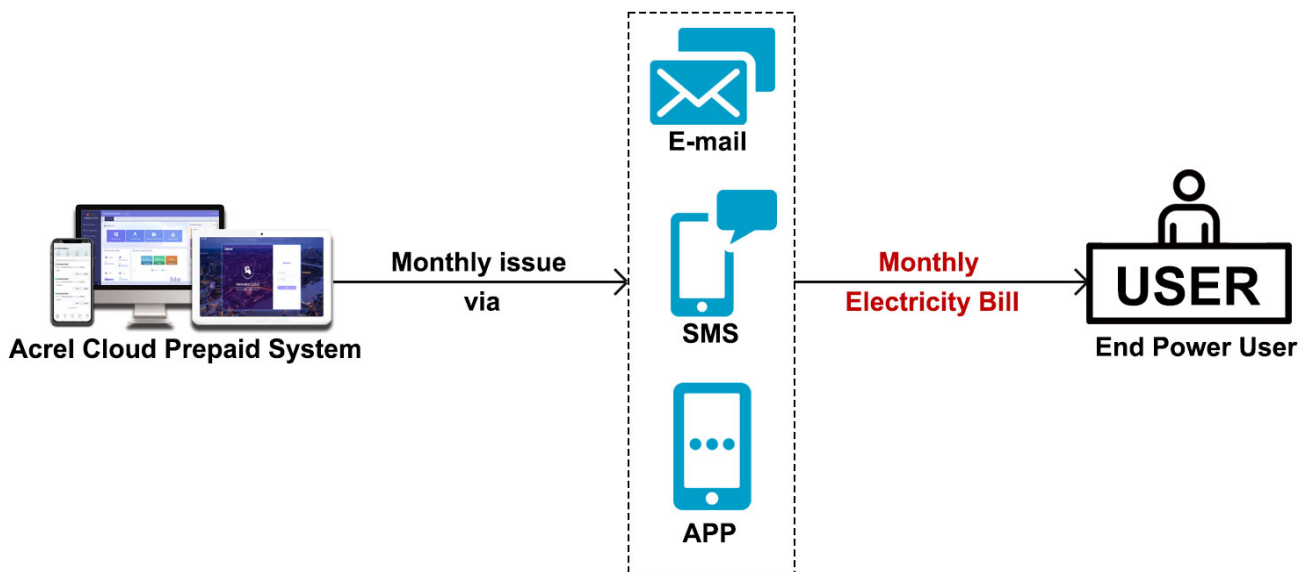 E-mail
SMS
APP
Acrel Cloud Prepaid System
Monthly issue
via
Monthly
Electricity Bill
USER
End Power User